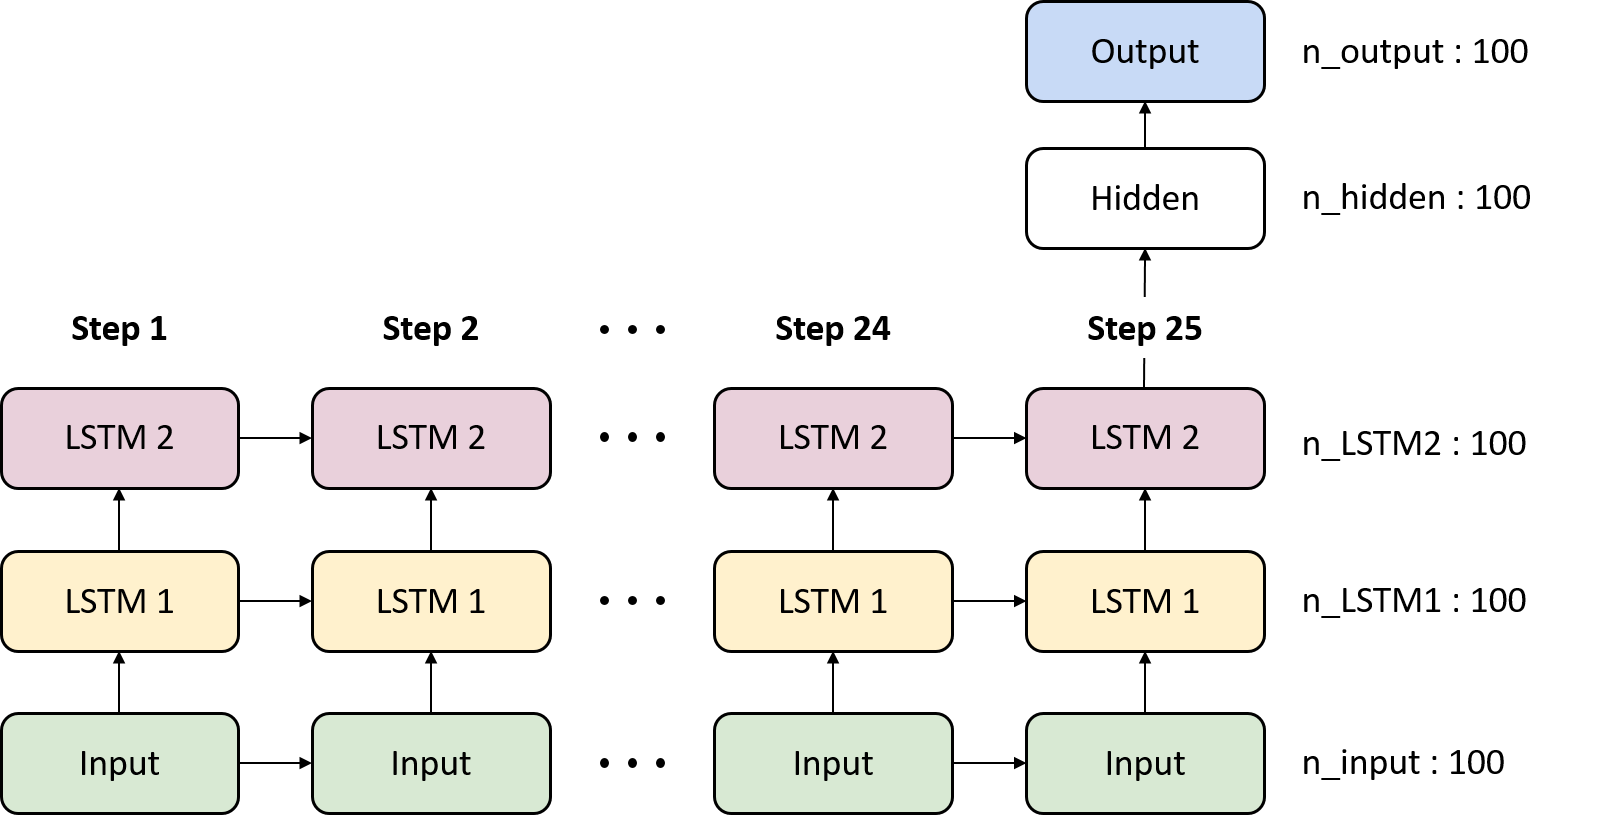 Output n_output : 100
Hidden n_hidden : 100
Step 1 Step 2 • • • Step 24 Step 25
LSTM 2 LSTM 2 • • • LSTM 2 LSTM 2 n_LSTM2 : 100
LSTM 1 LSTM 1 • • • LSTM 1 LSTM 1 n_LSTM1 : 100
Input Input • • • Input Input n_input : 100